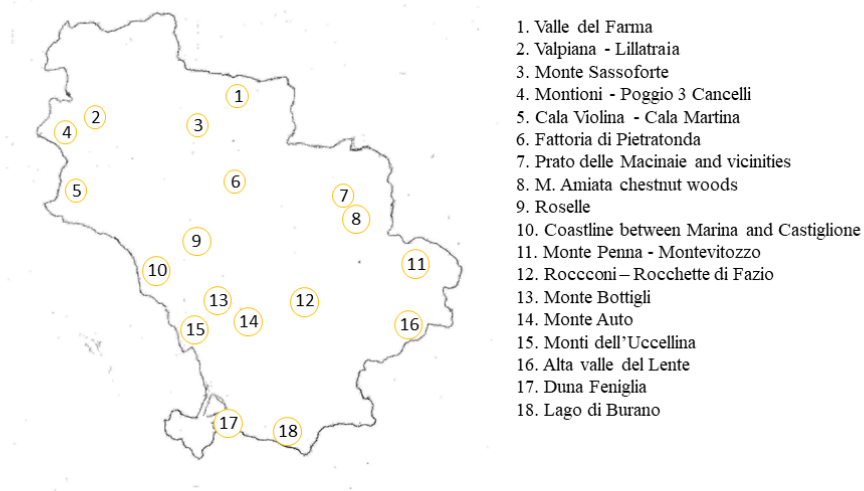 1
2
3
4
5
6
7
8
9
10
11
12
13
14
15
16
17
18
1. Valle del Farma
2. Valpiana - Lillatraia
3. Monte Sassoforte
4. Montioni - Poggio 3 Cancelli
5. Cala Violina - Cala Martina
6. Fattoria di Pietratonda
7. Prato delle Macinaie and vicinities
8. M. Amiata chestnut woods
9. Roselle
10. Coastline between Marina and Castiglione
11. Monte Penna - Montevitozzo
12. Roccconi – Rocchette di Fazio
13. Monte Bottigli
14. Monte Auto
15. Monti dell’Uccellina
16. Alta valle del Lente
17. Duna Feniglia
18. Lago di Burano